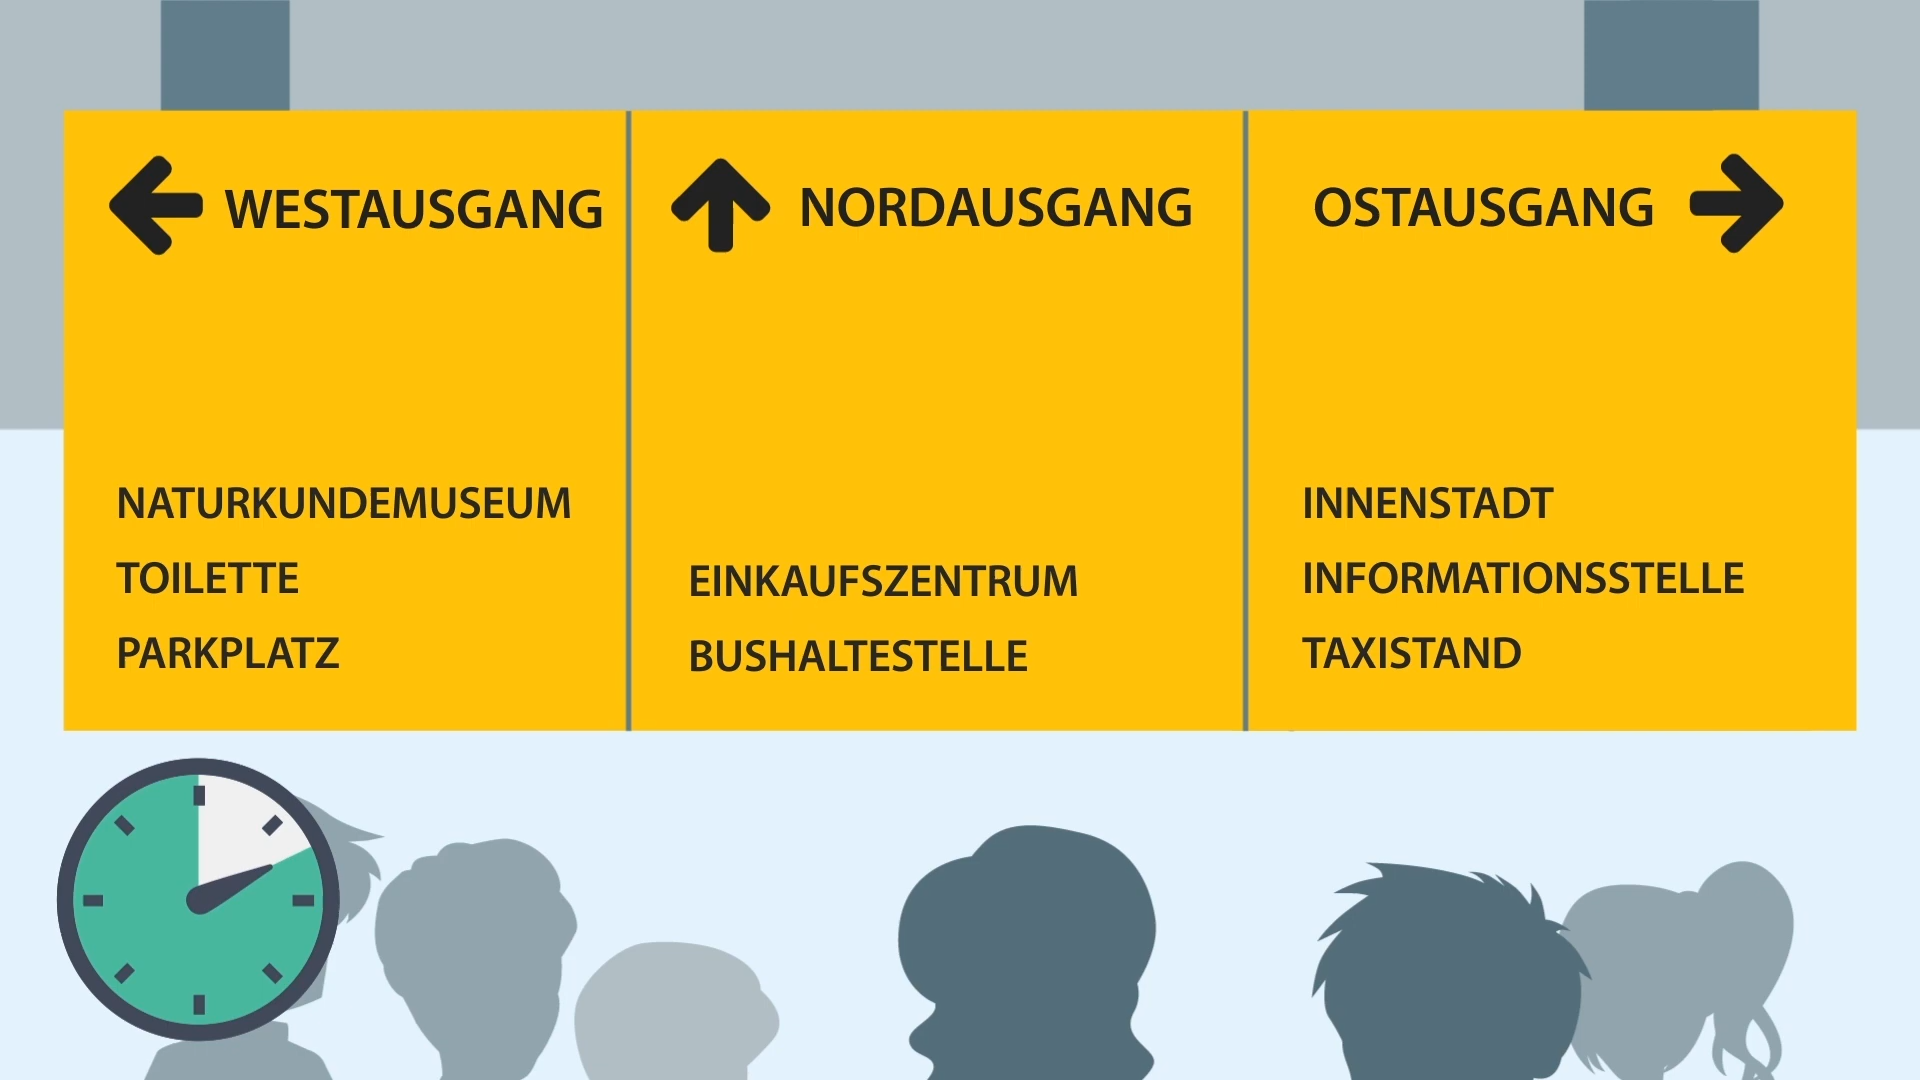 WESTAUSGANG
NATURKUNDEMUSEUM
TOILETTE
PARKPLATZ
NORDAUSGANG
EINKAUFSZENTRUM
BUSHALTESTELLE
OSTAUSGANG
INNENSTADT
INFORMATIONSSTELLE
TAXISTAND